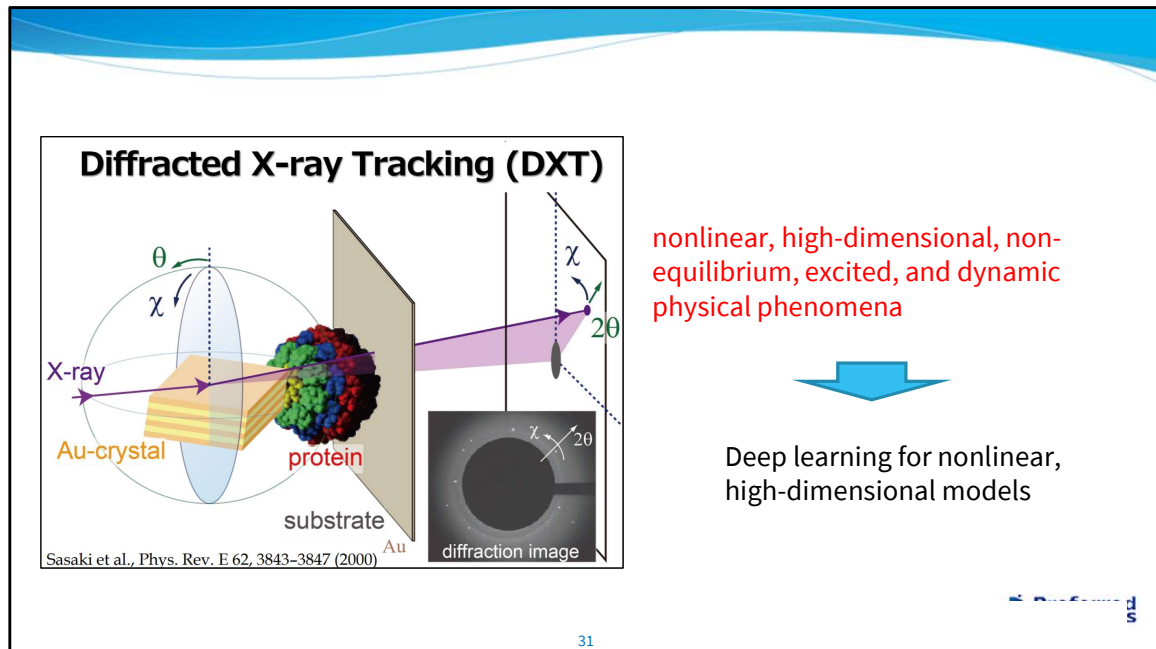 Diffracted X-ray Tracking (DXT)
θ
χ
X-ray
Au-crystal
protein
substrate
Au
χ
2θ
χ
2θ
diffraction image
Sasaki et al., Phys. Rev. E 62, 3843–3847 (2000)
nonlinear, high-dimensional, non-
equilibrium, excited, and dynamic
physical phenomena
Deep learning for nonlinear,
high-dimensional models
31